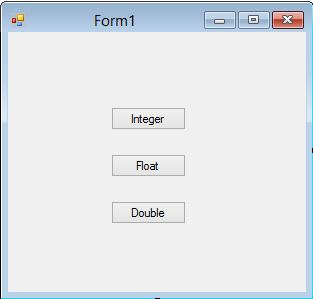 Form1
Integer
Float
Double